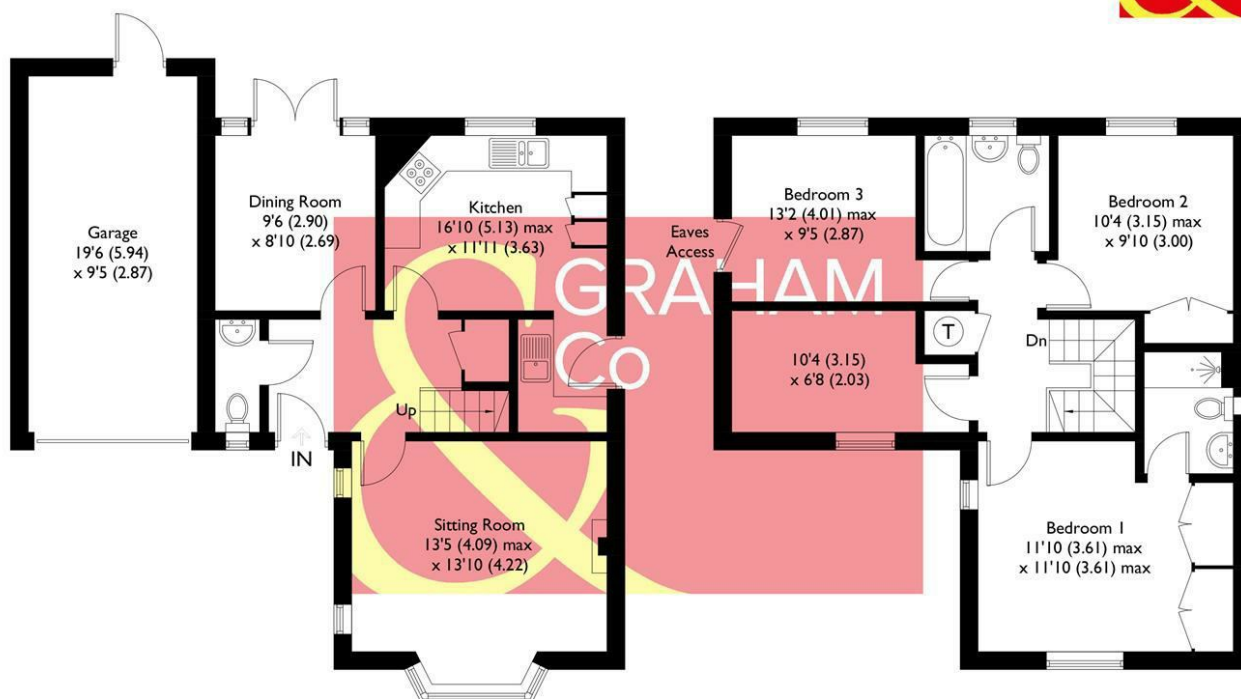 Garage
19'6 (5.94)
x 9'5 (2.87)
Dining Room
9'6 (2.90)
x 8'10 (2.69)
Kitchen
16'10 (5.13) max
x 11'11 (3.63)
Up
IN
Sitting Room
13'5 (4.09) max
x 13'10 (4.22)
GRAHAM
&
Co
Eaves
Access
Bedroom 3
13'2 (4.01) max
x 9'5 (2.87)
Bedroom 2
10'4 (3.15) max
x 9'10 (3.00)
10'4 (3.15)
x 6'8 (2.03)
T
Dn
Bedroom 1
11'10 (3.61) max
x 11'10 (3.61) max